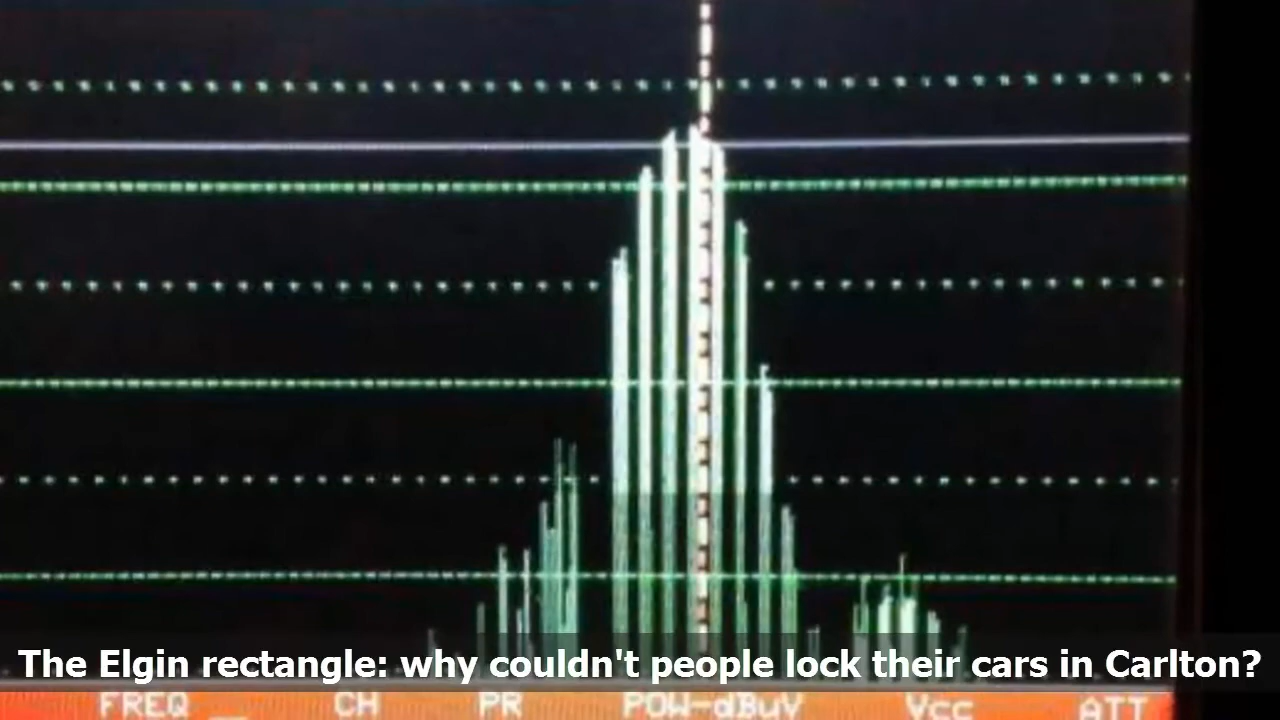 The Elgin rectangle: why couldn't people lock their cars in Carlton?
FREQ CH PR POW-dBuV Vcc ATT